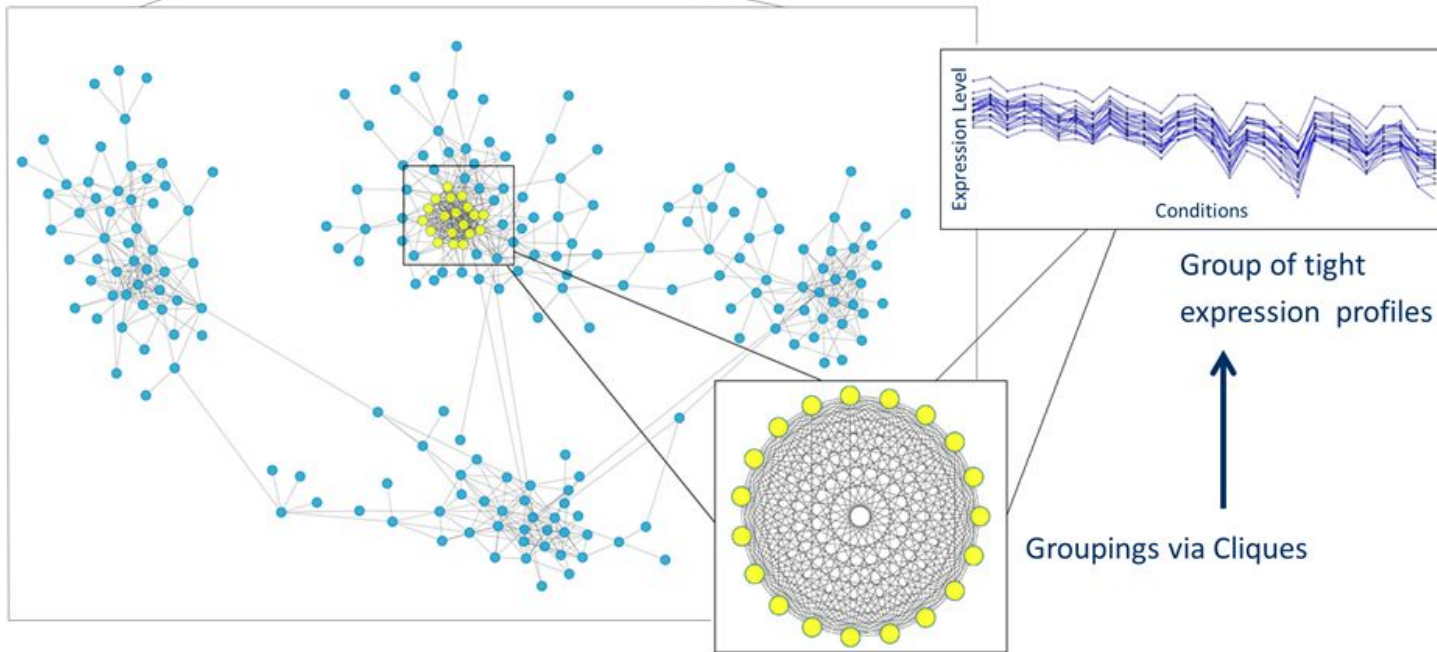 Expression Level
Conditions
Group of tight
expression profiles
Groupings via Cliques